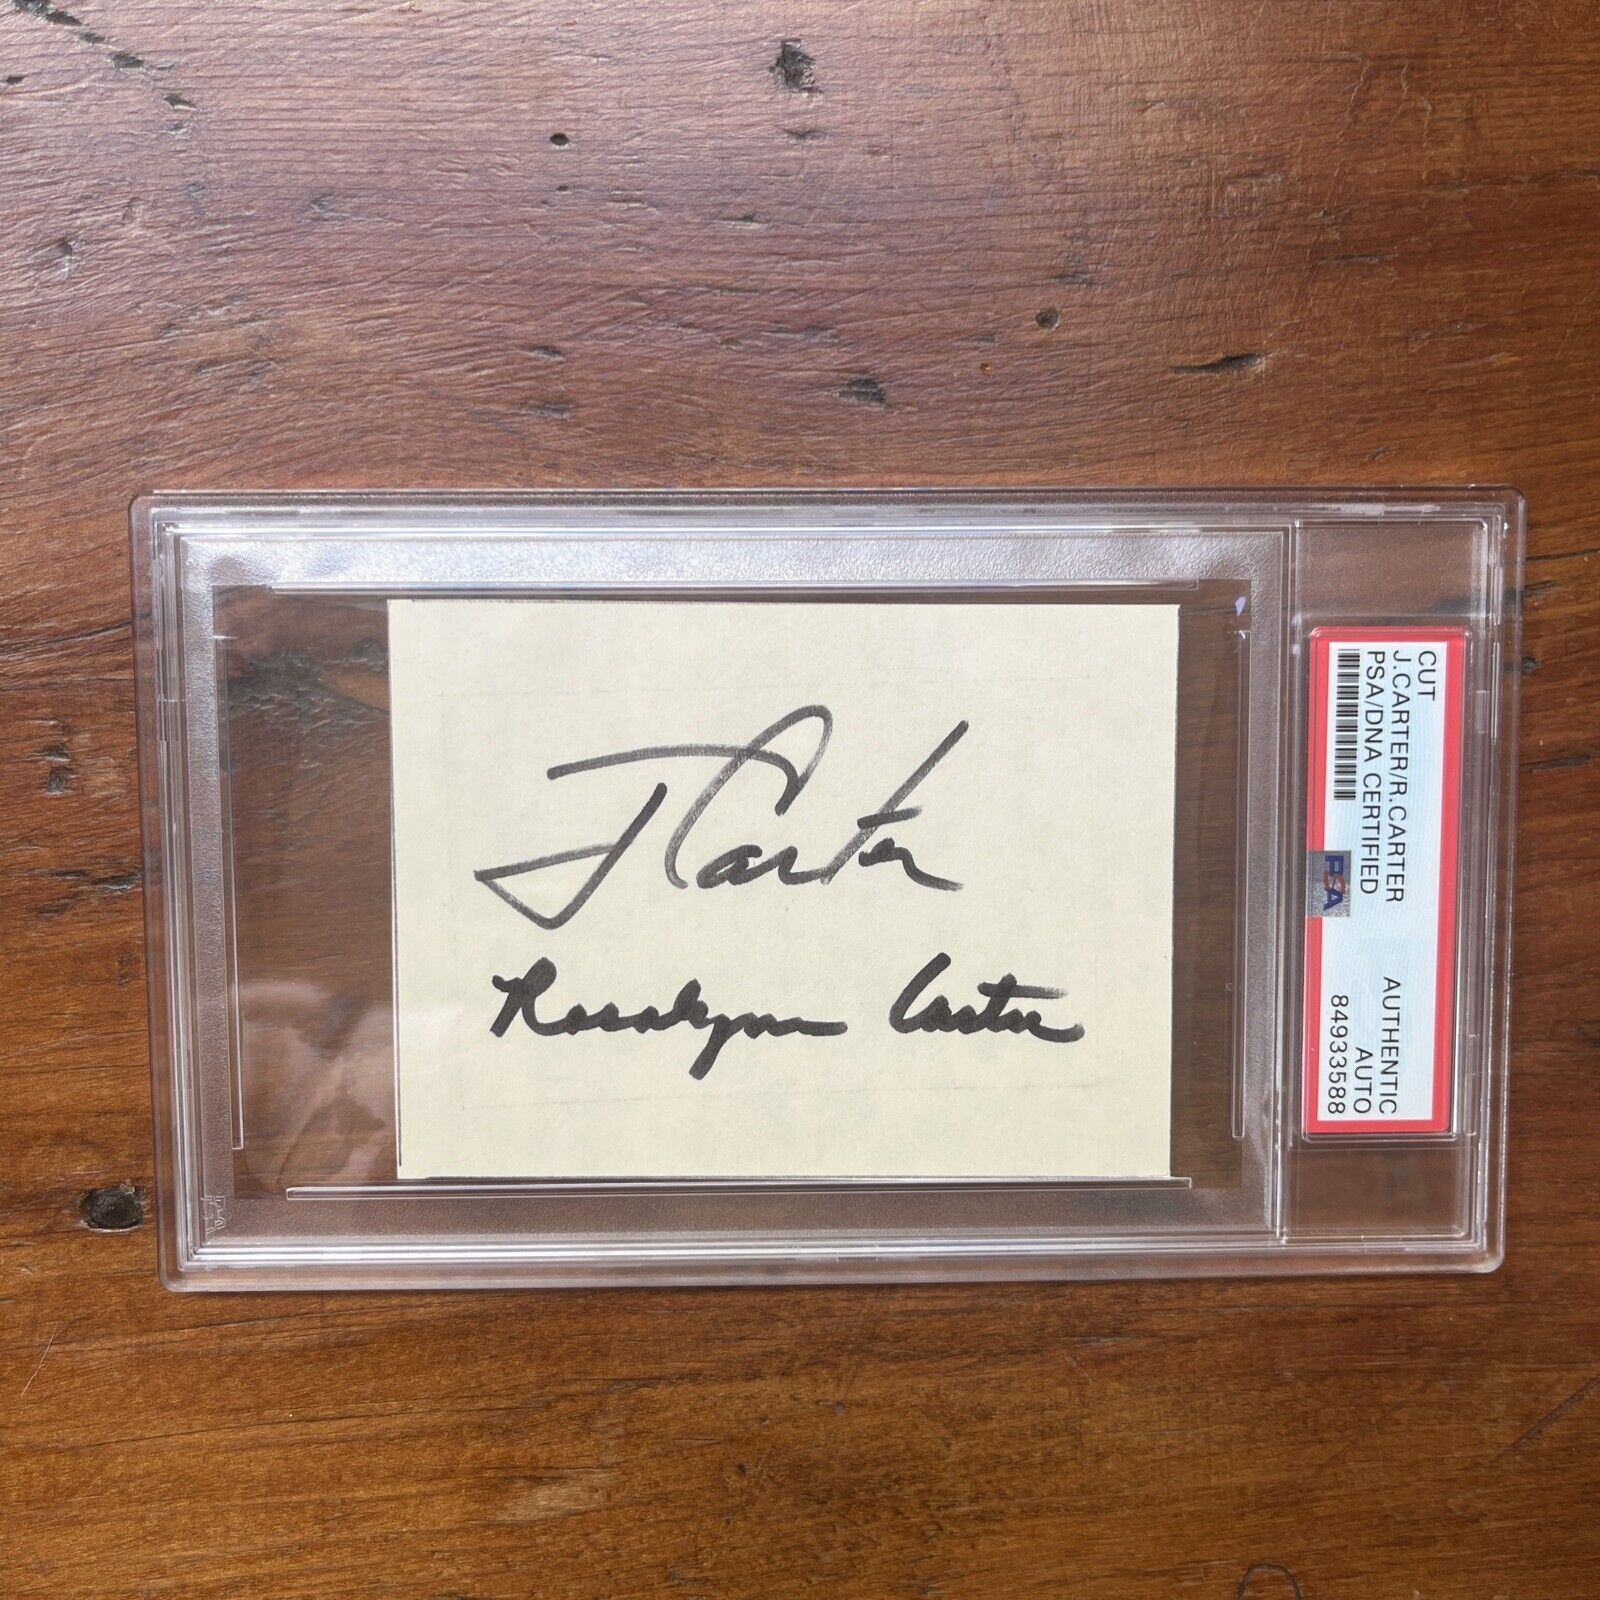 J Carter
Rosalynn Carter
CUT
J.CARTER/R.CARTER
PSA/DNA CERTIFIED
AUTHENTIC
AUTO
84933588
PSA